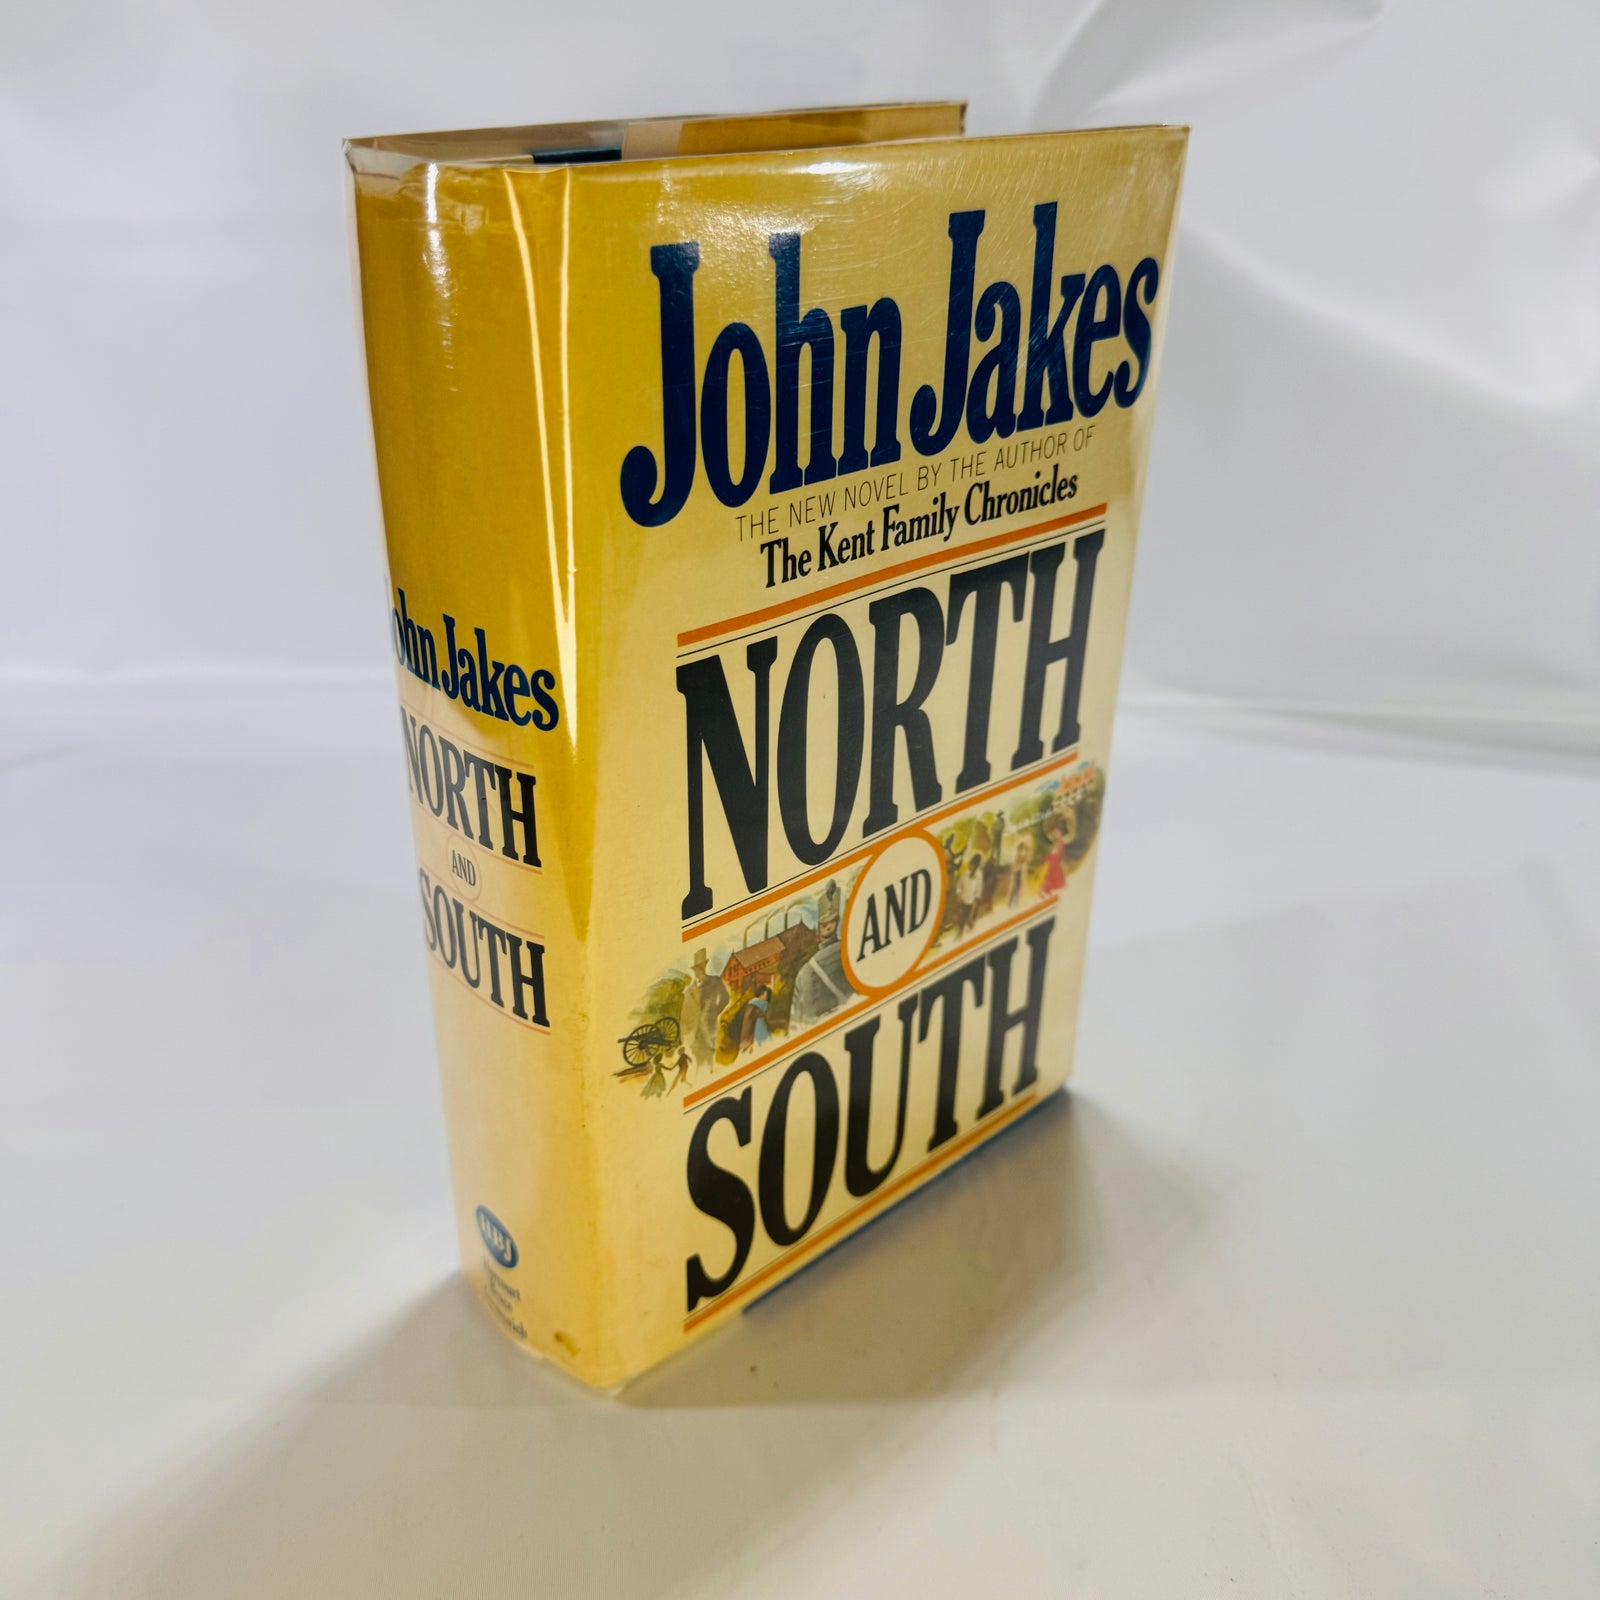 John Jakes
THE NEW NOVEL BY THE AUTHOR OF
The Kent Family Chronicles
NORTH
AND
SOUTH
John Jakes
NORTH
AND
SOUTH
HBJ